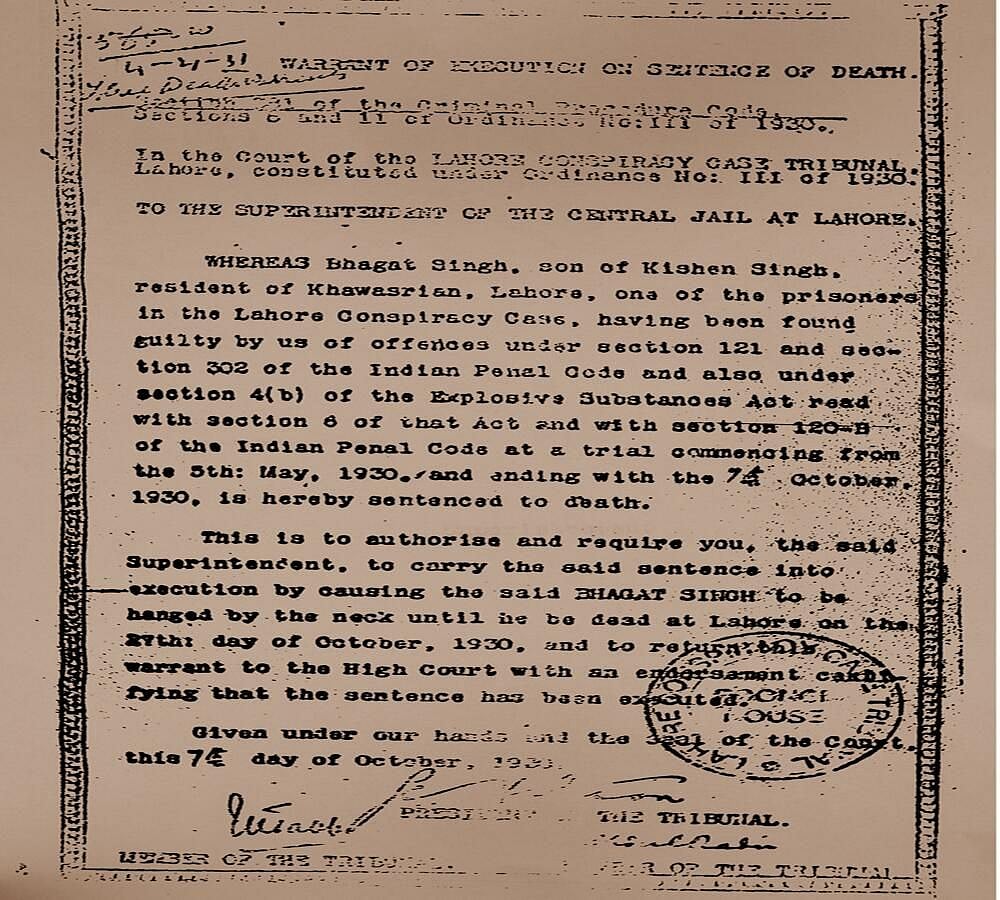 4-4-31
WARRANT OF EXECUTION ON SENTENCE OF DEATH.
Section 381 of the Criminal Procedure Code.
Sections 8 and 11 of Ordinance No:III of 1930.
In the Court of the LAHORE CONSPIRACY CASE TRIBUNAL.
Lahore, constituted under Ordinance No: III of 1930.
TO THE SUPERINTENDENT OF THE CENTRAL JAIL AT LAHORE.
WHEREAS Bhagat Singh, son of Kishen Singh,
resident of Khawasrian, Lahore, one of the prisoners
in the Lahore Conspiracy Case, having been found
guilty by us of offences under section 121 and sec-
tion 302 of the Indian Penal Code and also under
section 4(b) of the Explosive Substances Act read
with section 6 of that Act and with section 120-B
of the Indian Penal Code at a trial commencing from
the 5th: May, 1930, and ending with the 7th October,
1930, is hereby sentenced to death.
This is to authorise and require you, the said
Superintendent, to carry the said sentence into
execution by causing the said BHAGAT SINGH to be
hanged by the neck until he be dead at Lahore on the
27th: day of October, 1930, and to return this
warrant to the High Court with an endorsement certi-
fying that the sentence has been executed.
Given under our hands and the seal of the Court,
this 7th day of October, 1930.
PRESIDENT THE TRIBUNAL.
MEMBER OF THE TRIBUNAL.
OF THE TRIBUNAL
HOUSE